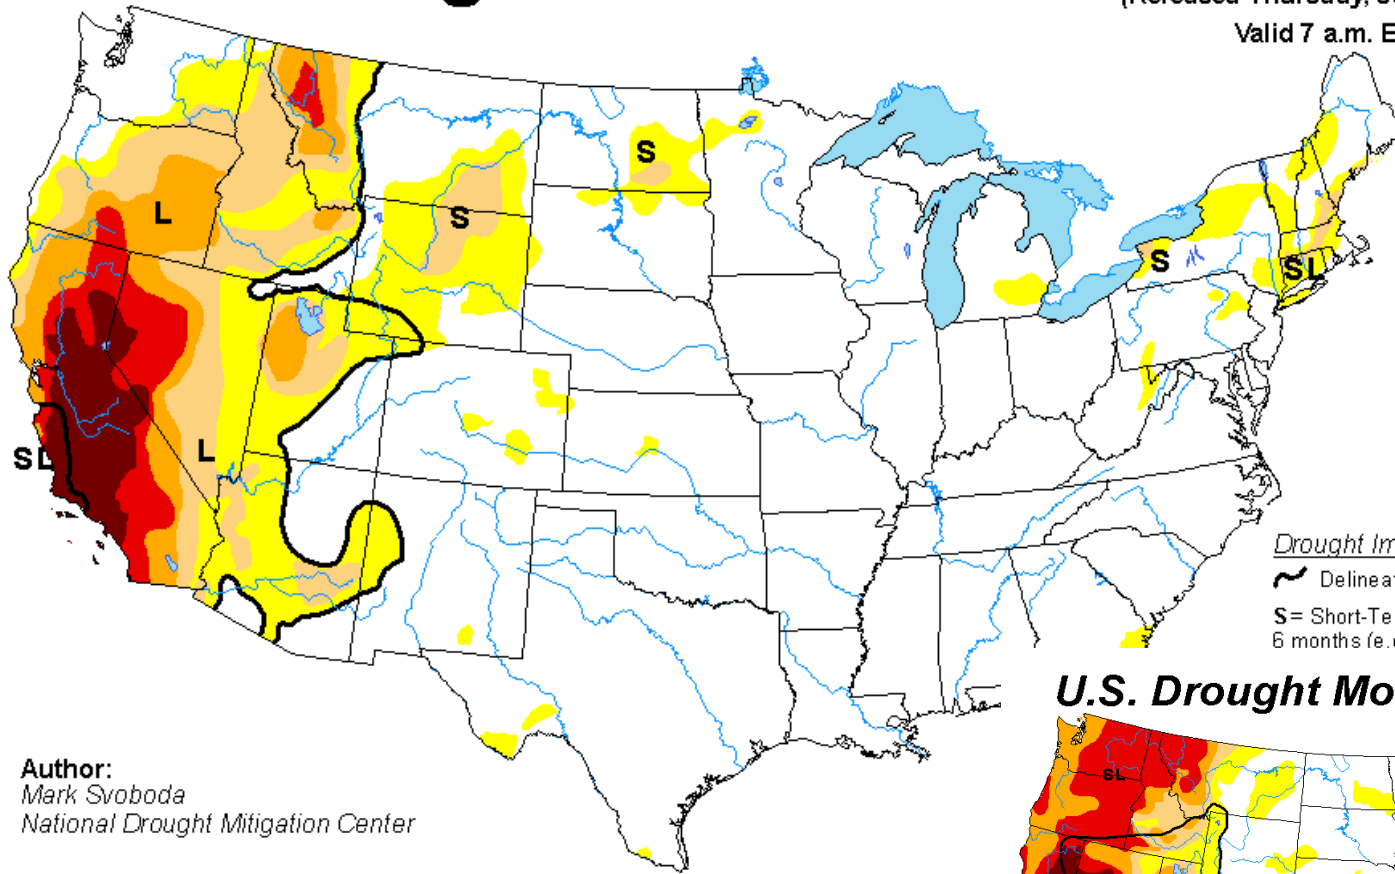 Valid 7 a.m. E
L
S
S
S
SL
L
SL
Drought Im
Delineat
S = Short-Te
6 months (e.
U.S. Drought Mo
SL
Author:
Mark Svoboda
National Drought Mitigation Center